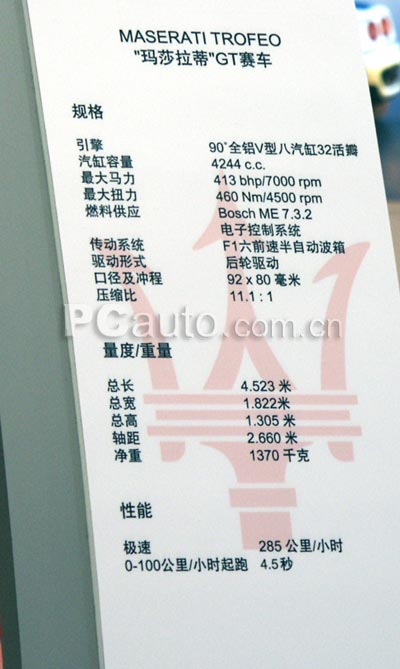 MASERATI TROFEO
"玛莎拉蒂"GT赛车
规格
引擎 90°全铝V型八汽缸32活瓣
汽缸容量 4244 c.c.
最大马力 413 bhp/7000 rpm
最大扭力 460 Nm/4500 rpm
燃料供应 Bosch ME 7.3.2
电子控制系统
传动系统 F1六前速半自动波箱
驱动形式 后轮驱动
口径及冲程 92 x 80 毫米
压缩比 11.1 : 1
PCauto.com.cn
量度/重量
总长 4.523 米
总宽 1.822米
总高 1.305 米
轴距 2.660 米
净重 1370 千克
性能
极速 285 公里/小时
0-100公里/小时起跑 4.5秒